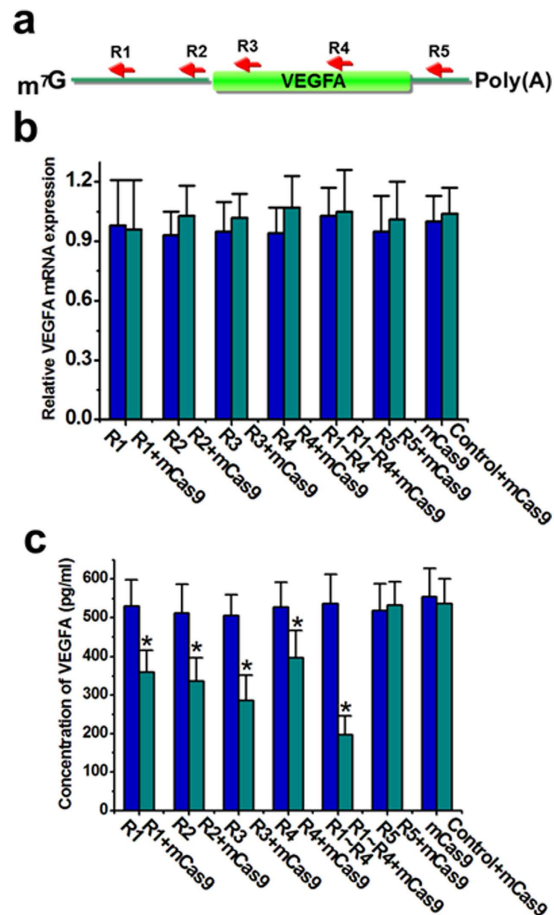 a
R1 R2 R3 R4 R5
m7G VEGFA Poly(A)
b
Relative VEGFA mRNA expression
1.2
0.9
0.6
0.3
0.0
R1 R1+mCas9 R2 R2+mCas9 R3 R3+mCas9 R4 R4+mCas9 R1~R4 R1~R4+mCas9 R5 R5+mCas9 mCas9 Control+mCas9
c
Concentration of VEGFA (pg/ml)
600
500
400
300
200
100
0
* * * * *
R1 R1+mCas9 R2 R2+mCas9 R3 R3+mCas9 R4 R4+mCas9 R1~R4 R1~R4+mCas9 R5 R5+mCas9 mCas9 Control+mCas9